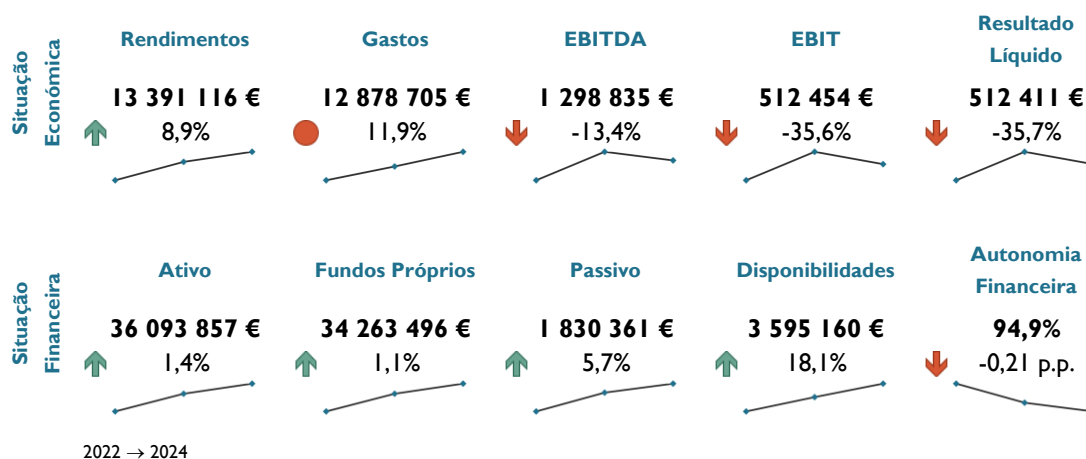 Situação
Económica
Rendimentos
Gastos
EBITDA
EBIT
Resultado
Líquido
13 391 116 €
12 878 705 €
1 298 835 €
512 454 €
512 411 €
8,9%
11,9%
-13,4%
-35,6%
-35,7%
Situação
Financeira
Ativo
Fundos Próprios
Passivo
Disponibilidades
Autonomia
Financeira
36 093 857 €
34 263 496 €
1 830 361 €
3 595 160 €
94,9%
1,4%
1,1%
5,7%
18,1%
-0,21 p.p.
2022 → 2024